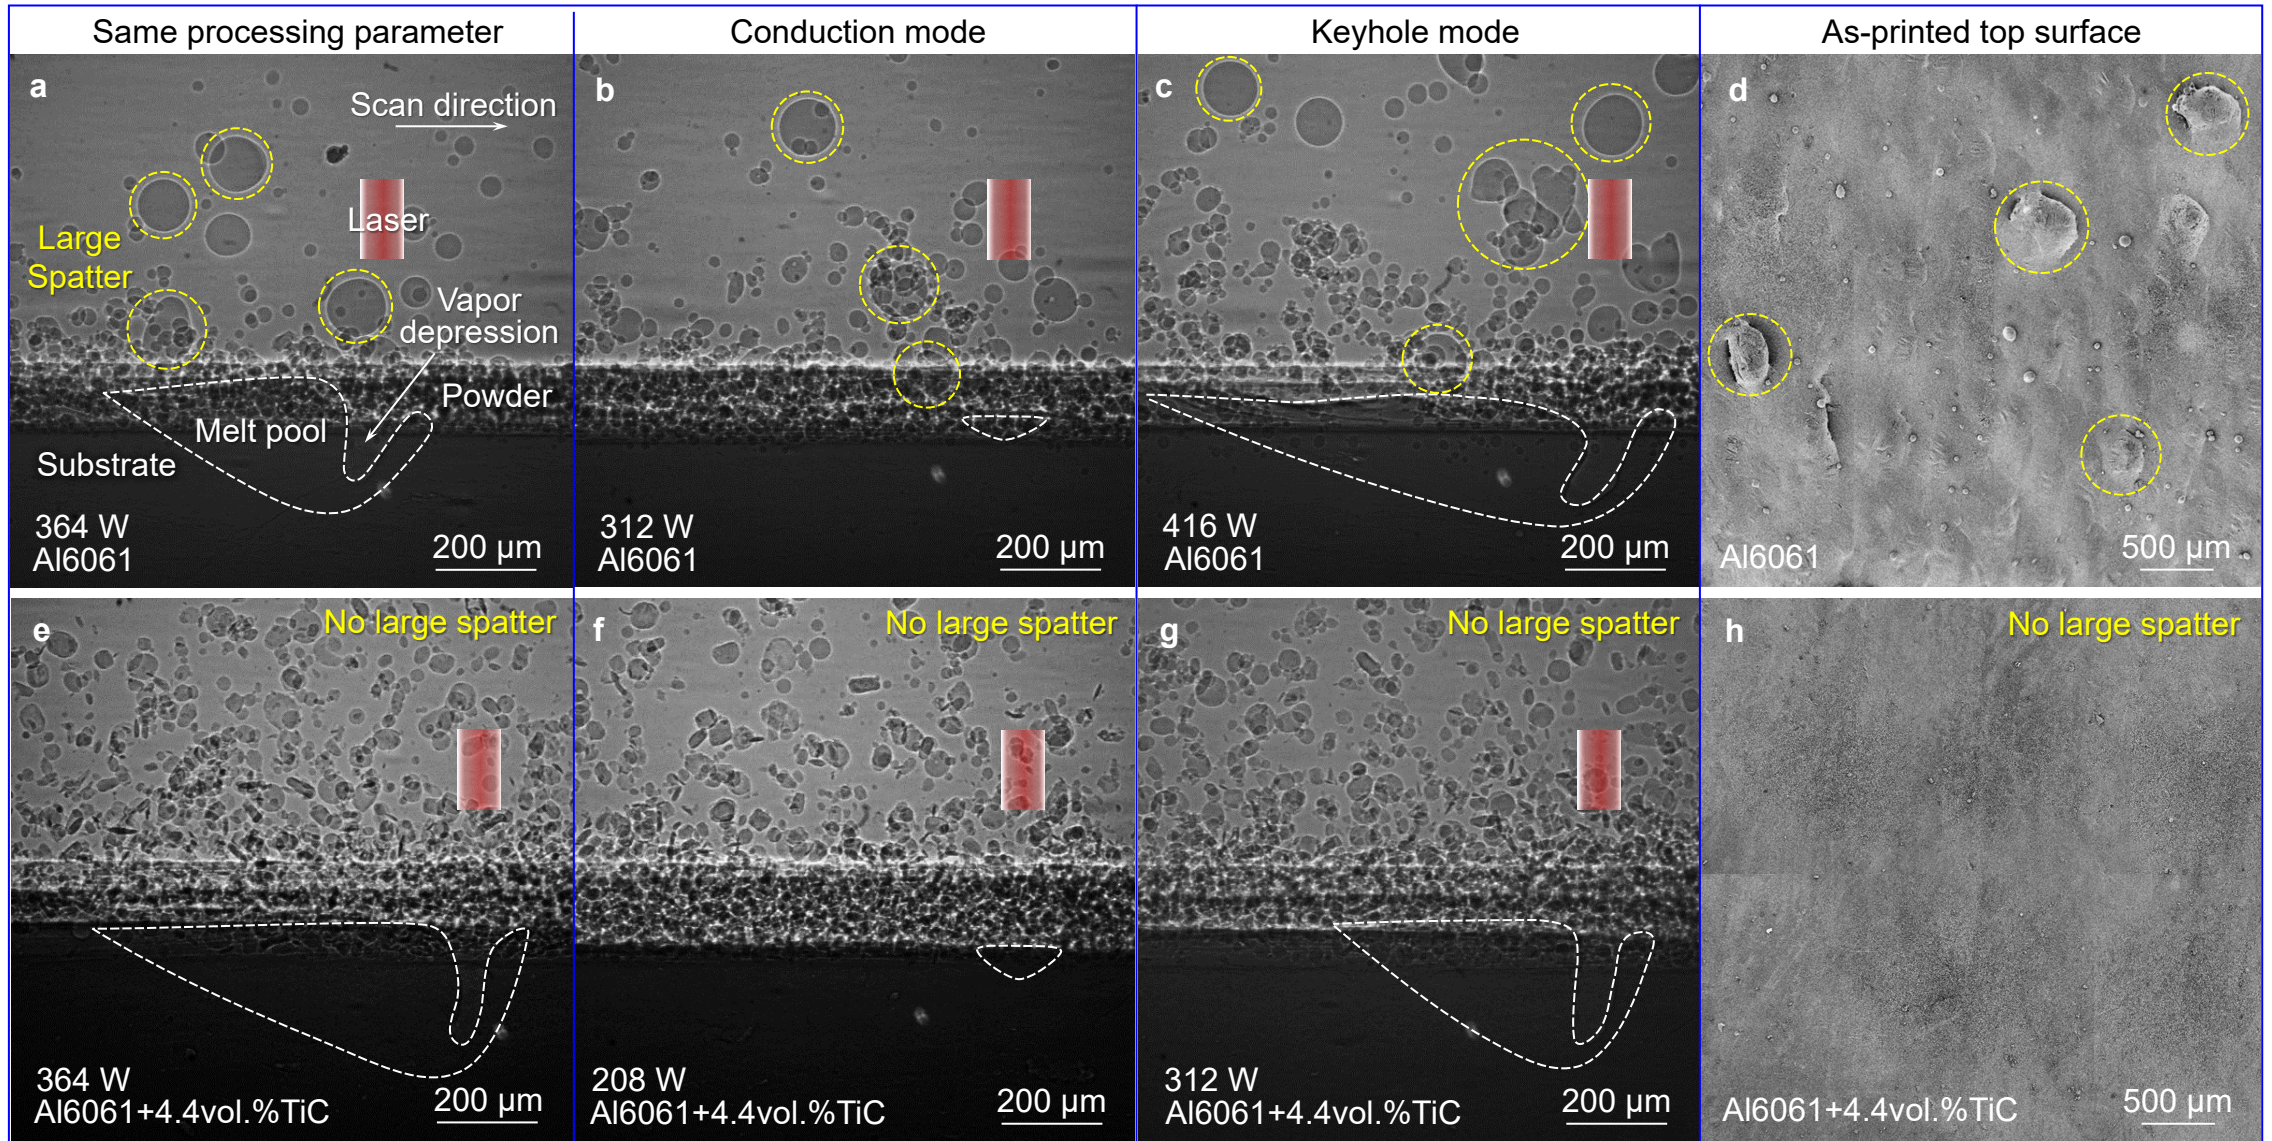 Same processing parameter
Conduction mode
Keyhole mode
As-printed top surface
a
Scan direction
Laser
Large
Spatter
Vapor
depression
Powder
Melt pool
Substrate
364 W
Al6061
200 µm
b
312 W
Al6061
200 µm
c
416 W
Al6061
200 µm
d
Al6061
500 µm
e
No large spatter
364 W
Al6061+4.4vol.%TiC
200 µm
f
No large spatter
208 W
Al6061+4.4vol.%TiC
200 µm
g
No large spatter
312 W
Al6061+4.4vol.%TiC
200 µm
h
No large spatter
Al6061+4.4vol.%TiC
500 µm